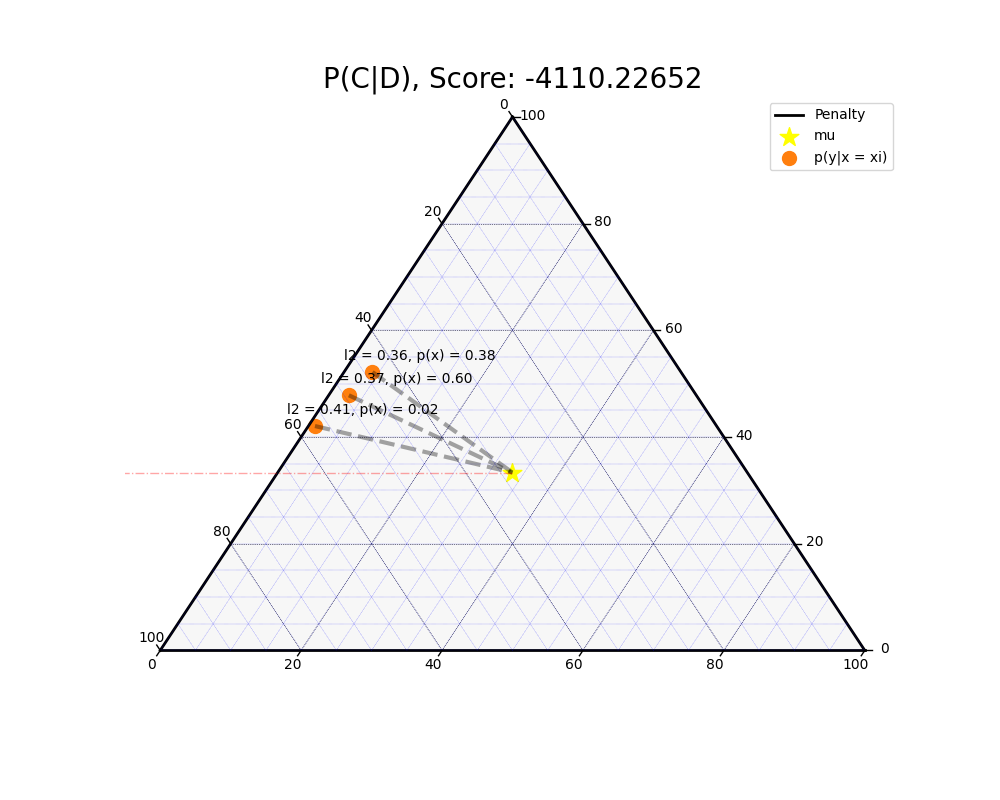 P(C|D), Score: -4110.22652
Penalty
mu
p(y|x = xi)
0
100
20
80
40
60
l2 = 0.36, p(x) = 0.38
l2 = 0.37, p(x) = 0.60
l2 = 0.41, p(x) = 0.02
60
40
80
20
100
0
0
20
40
60
80
100